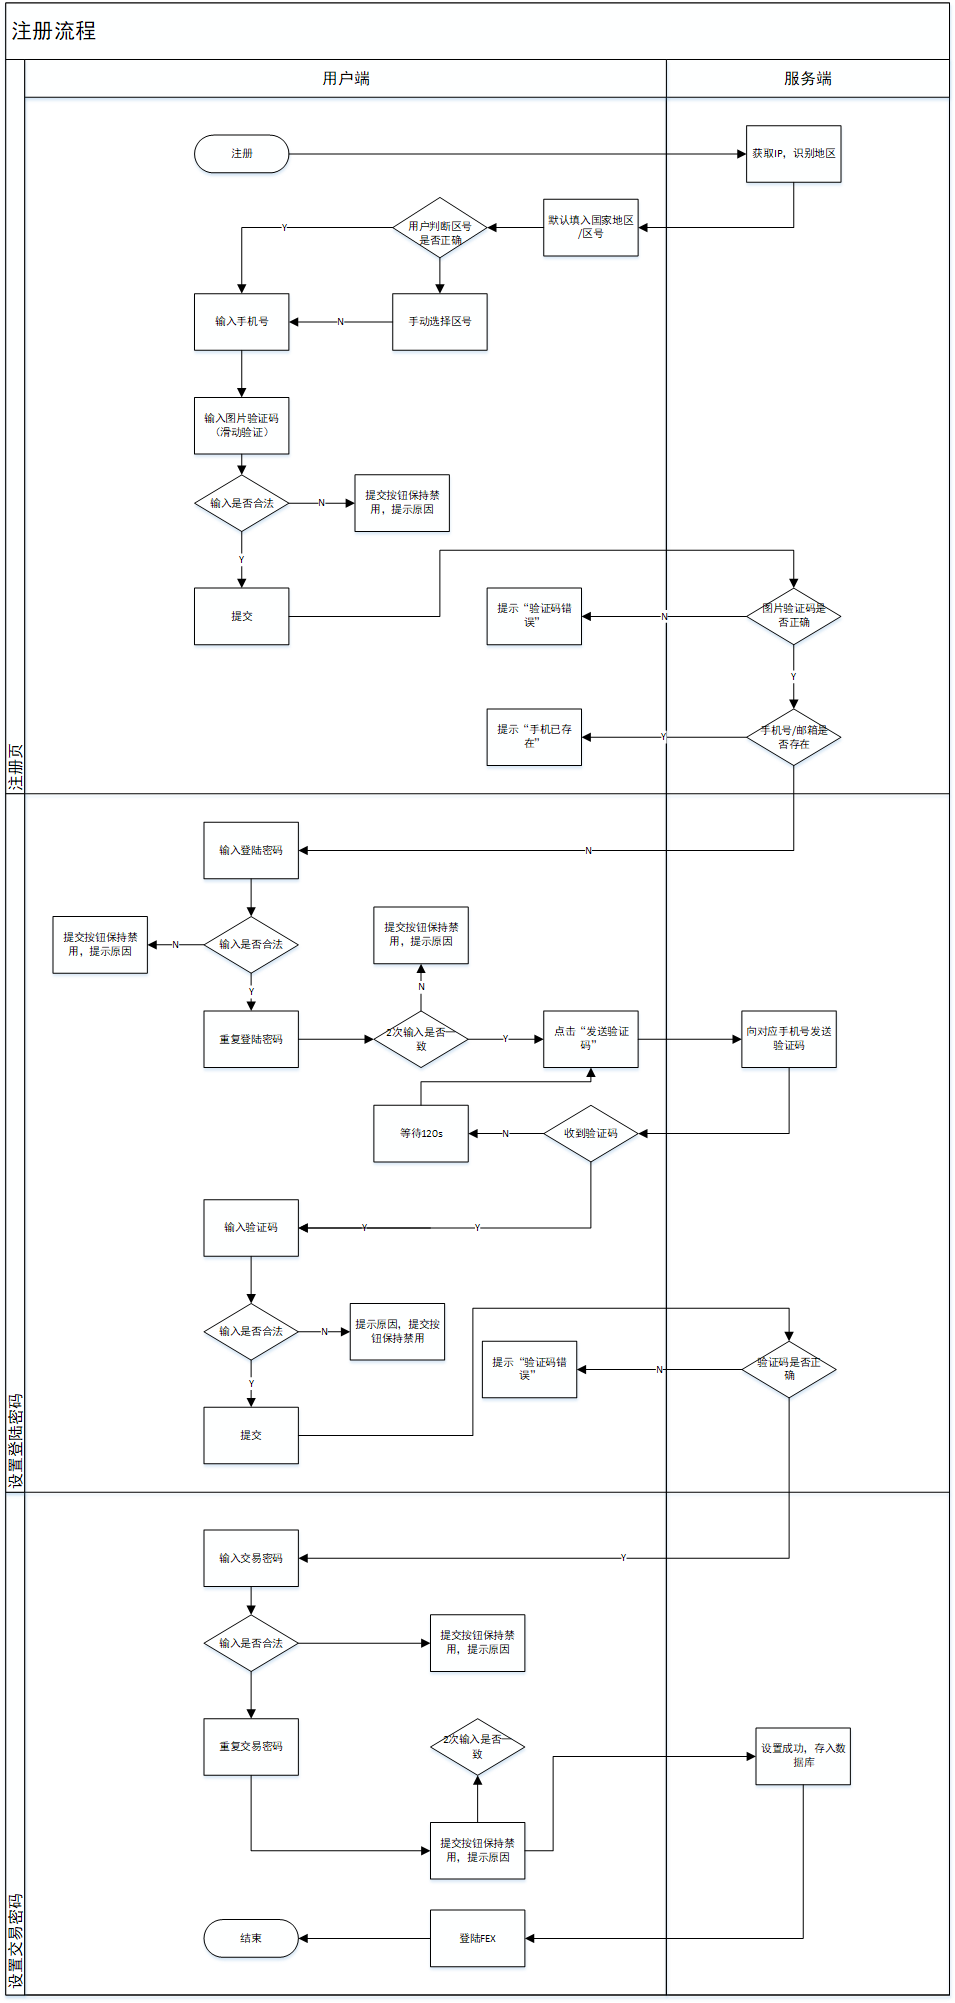 注册流程
用户端
服务端
注册页
注册
获取IP，识别地区
默认填入国家地区
/区号
用户判断区号
是否正确
Y
手动选择区号
N
输入手机号
输入图片验证码
（滑动验证）
输入是否合法
N
提交按钮保持禁
用，提示原因
Y
提交
图片验证码是
否正确
N
提示“验证码错
误”
Y
手机号/邮箱是
否存在
Y
提示“手机已存
在”
设置登陆密码
N
输入登陆密码
输入是否合法
N
提交按钮保持禁
用，提示原因
Y
重复登陆密码
2次输入是否一
致
N
提交按钮保持禁
用，提示原因
Y
点击“发送验证
码”
向对应手机号发送
验证码
收到验证码
N
等待120s
Y
Y
输入验证码
输入是否合法
N
提示原因，提交按
钮保持禁用
Y
提交
验证码是否正
确
N
提示“验证码错
误”
设置交易密码
Y
输入交易密码
输入是否合法
提交按钮保持禁
用，提示原因
重复交易密码
2次输入是否一
致
提交按钮保持禁
用，提示原因
设置成功，存入数
据库
登陆FEX
结束